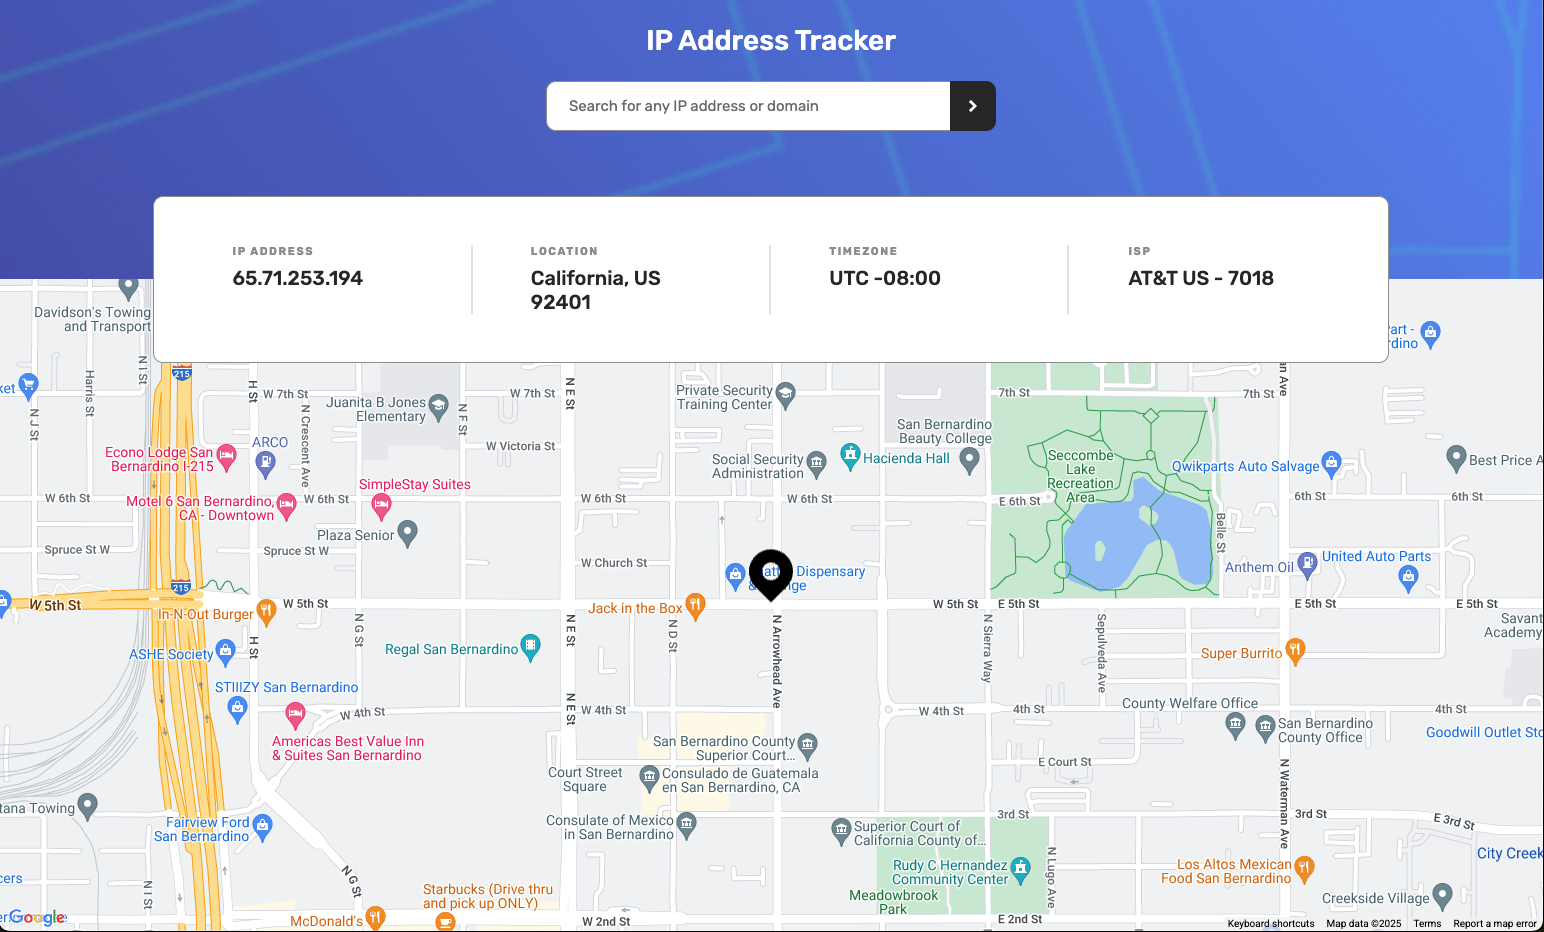 IP Address Tracker
Search for any IP address or domain
IP ADDRESS
65.71.253.194
LOCATION
California, US
92401
TIMEZONE
UTC -08:00
ISP
AT&T US - 7018
Davidson's Towing
and Transport
215
N I St
Harris St
N J St
H St
W 7th St
N Crescent Ave
Juanita B Jones
Elementary
N F St
W 7th St
N E St
Private Security
Training Center
7th St
7th St
W Victoria St
San Bernardino
Beauty College
ARCO
Econo Lodge San
Bernardino I-215
Social Security
Administration
Hacienda Hall
Seccombe
Lake
Recreation
Area
Qwikparts Auto Salvage
Best Price A
SimpleStay Suites
W 6th St
Motel 6 San Bernardino,
CA - Downtown
W 6th St
W 6th St
W 6th St
E 6th St
6th St
6th St
Plaza Senior
Belle St
Spruce St W
Spruce St W
W Church St
Dispensary
United Auto Parts
Anthem Oil
215
W 5th St
W 5th St
In-N-Out Burger
Jack in the Box
W 5th St
E 5th St
E 5th St
E 5th St
H St
N G St
N E St
N D St
N Arrowhead Ave
N Sierra Way
Sepulveda Ave
Savant
Academy
ASHE Society
Regal San Bernardino
Super Burrito
STIIIZY San Bernardino
W 4th St
N E St
W 4th St
W 4th St
4th St
County Welfare Office
4th St
San Bernardino
County Office
Goodwill Outlet Sto
Americas Best Value Inn
& Suites San Bernardino
San Bernardino County
Superior Court...
Court Street
Square
Consulado de Guatemala
en San Bernardino, CA
E Court St
N Waterman Ave
tana Towing
Fairview Ford
San Bernardino
Consulate of Mexico
in San Bernardino
Superior Court of
California County of...
3rd St
3rd St
E 3rd St
City Creek
Rudy C Hernandez
Community Center
N Lugo Ave
Los Altos Mexican
Food San Bernardino
Meadowbrook
Park
Creekside Village
N I St
N G St
Starbucks (Drive thru
and pick up ONLY)
McDonald's
W 2nd St
E 2nd St
Google
Keyboard shortcuts
Map data ©2025
Terms
Report a map error